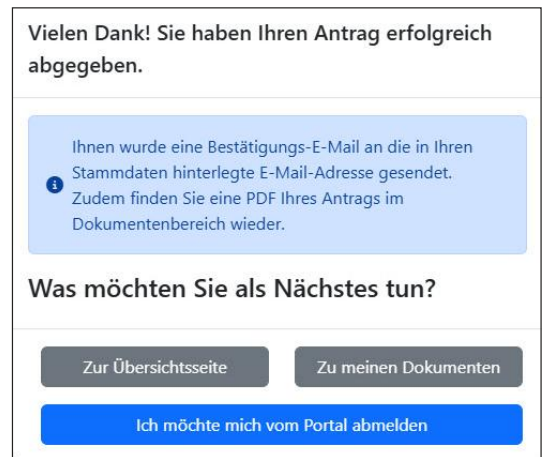 Vielen Dank! Sie haben Ihren Antrag erfolgreich
abgegeben.
Ihnen wurde eine Bestätigungs-E-Mail an die in Ihren
Stammdaten hinterlegte E-Mail-Adresse gesendet.
Zudem finden Sie eine PDF Ihres Antrags im
Dokumentenbereich wieder.
Was möchten Sie als Nächstes tun?
Zur Übersichtsseite
Zu meinen Dokumenten
Ich möchte mich vom Portal abmelden